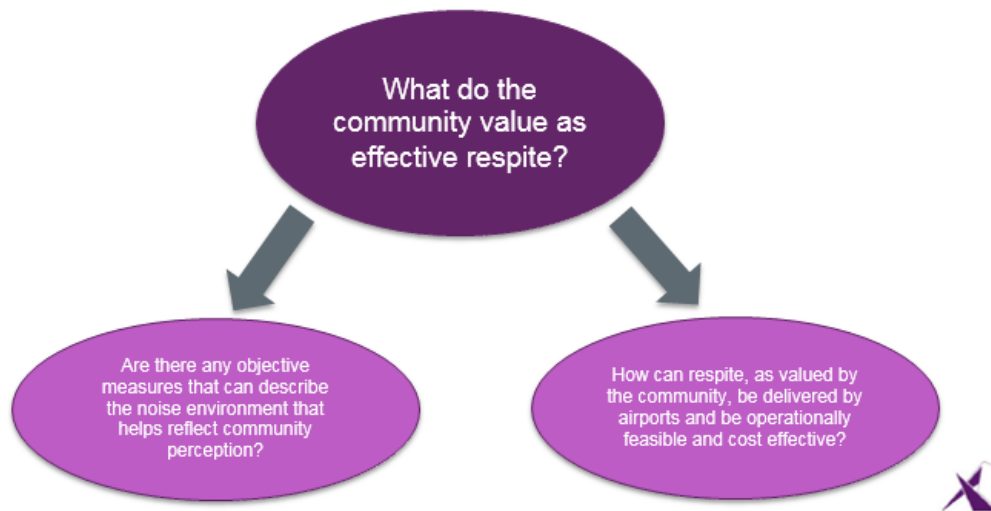 What do the
community value as
effective respite?
Are there any objective
measures that can describe
the noise environment that
helps reflect community
perception?
How can respite, as valued by
the community, be delivered by
airports and be operationally
feasible and cost effective?